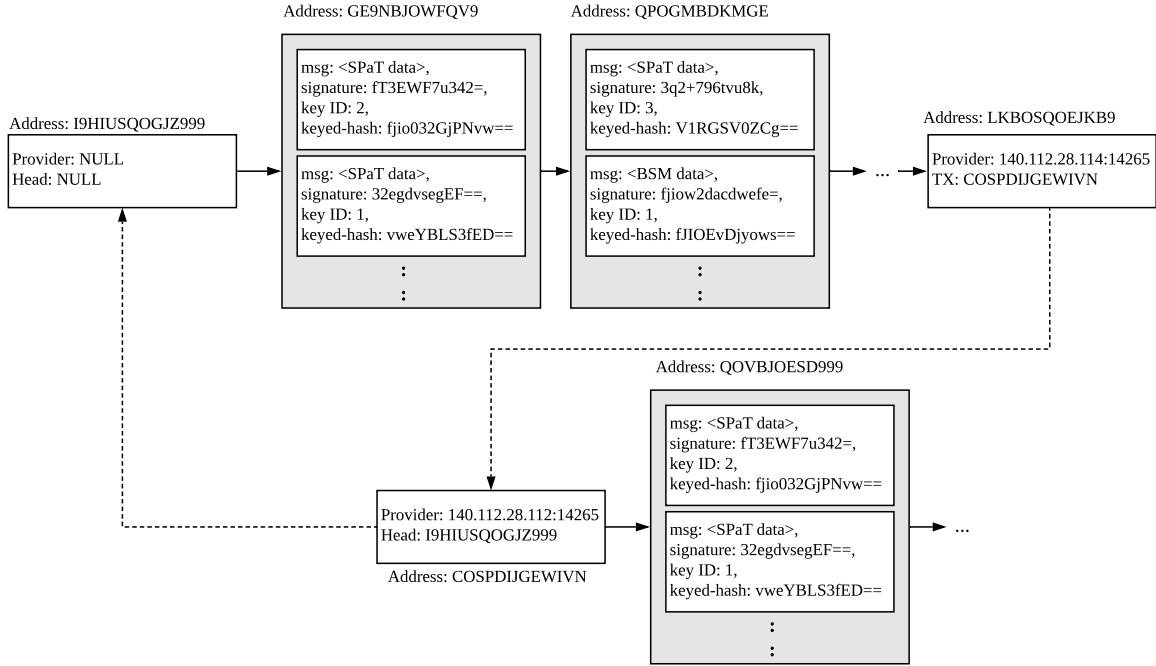 Address: GE9NBJOWFQV9
Address: QPOGMBDKMGE
msg: <SPaT data>,
signature: fT3EWF7u342=,
key ID: 2,
keyed-hash: fjio032GjPNvw==
msg: <SPaT data>,
signature: 3q2+796tvu8k,
key ID: 3,
keyed-hash: V1RGSV0ZCg==
Address: I9HIUSQOGJZ999
Provider: NULL
Head: NULL
msg: <SPaT data>,
signature: 32egdvsegEF==,
key ID: 1,
keyed-hash: vweYBLS3fED==
:
:
msg: <BSM data>,
signature: fjiow2dacdwefe=,
key ID: 1,
keyed-hash: fJIOEvDjyows==
:
:
...
Address: LKBOSQOEJKB9
Provider: 140.112.28.114:14265
TX: COSPDIJGEWIVN
Address: QOVBJOESD999
msg: <SPaT data>,
signature: fT3EWF7u342=,
key ID: 2,
keyed-hash: fjio032GjPNvw==
Provider: 140.112.28.112:14265
Head: I9HIUSQOGJZ999
Address: COSPDIJGEWIVN
msg: <SPaT data>,
signature: 32egdvsegEF==,
key ID: 1,
keyed-hash: vweYBLS3fED==
:
:
...